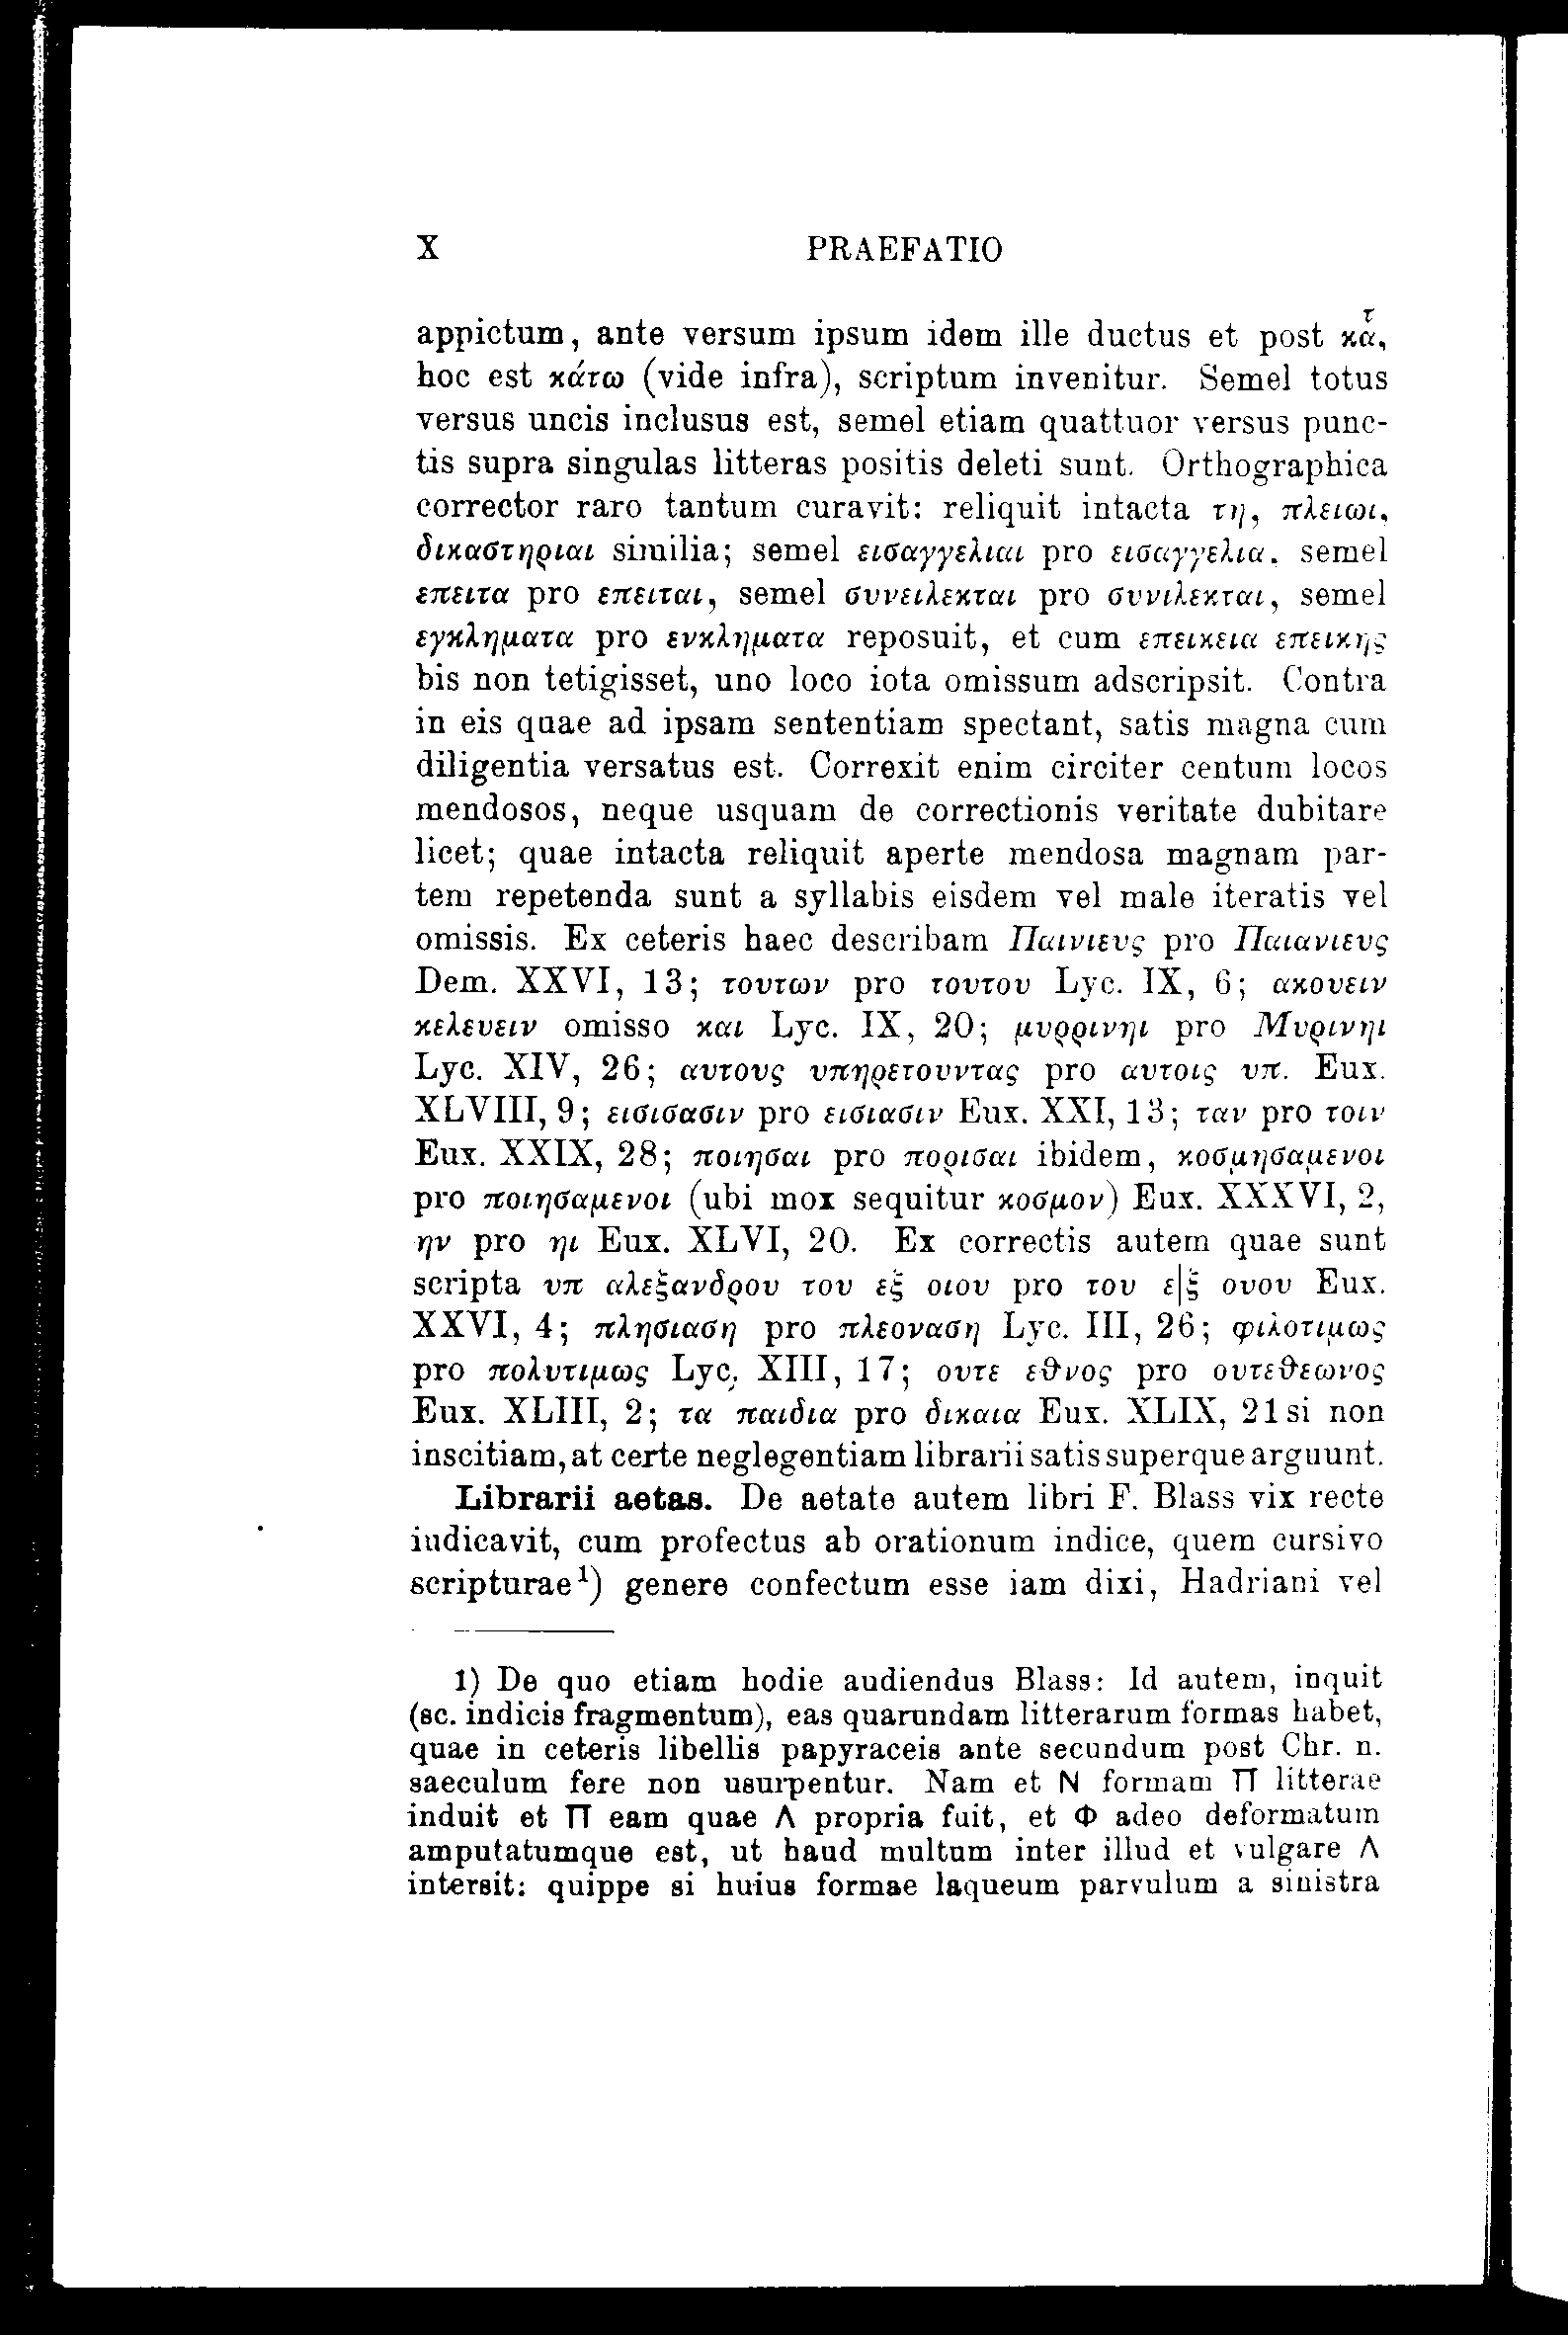 X PRAEFATIO
appictum, ante versum ipsum idem ille ductus et post κα̑τ,
hoc est κάτω (vide infra), scriptum invenitur. Semel totus
versus uncis inclusus est, semel etiam quattuor versus punc-
tis supra singulas litteras positis deleti sunt. Orthographica
corrector raro tantum curavit: reliquit intacta τη, πλειωι,
δικαστηριαι similia; semel εισαγγελιαι pro εισαγγελια, semel
επειτα pro επειται, semel συνειλεκται pro συνιλεκται, semel
εγκληματα pro ενκληματα reposuit, et cum επεικεια επεικης
bis non tetigisset, uno loco iota omissum adscripsit. Contra
in eis quae ad ipsam sententiam spectant, satis magna cum
diligentia versatus est. Correxit enim circiter centum locos
mendosos, neque usquam de correctionis veritate dubitare
licet; quae intacta reliquit aperte mendosa magnam par-
tem repetenda sunt a syllabis eisdem vel male iteratis vel
omissis. Ex ceteris haec describam Παινιευς pro Παιανιευς
Dem. XXVI, 13; τουτων pro τουτου Lyc. IX, 6; ακουειν
κελευειν omisso και Lyc. IX, 20; μυρρινηι pro Μυρινηι
Lyc. XIV, 26; αυτους υπηρετουντας pro αυτοις υπ. Eux.
XLVIII, 9; εισισασιν pro εισιασιν Eux. XXI, 13; ταν pro τοιν
Eux. XXIX, 28; ποιησαι pro πορισαι ibidem, κοσμησαμενοι
pro ποιησαμενοι (ubi mox sequitur κοσμον) Eux. XXXVI, 2,
ην pro ηι Eux. XLVI, 20. Ex correctis autem quae sunt
scripta υπ αλεξανδρου του εξ οιου pro του ε|ξ ουου Eux.
XXVI, 4; πλησιαση pro πλεοναση Lyc. III, 26; φιλοτιμως
pro πολυτιμως Lyc. XIII, 17; ουτε εθνος pro ουτεθεωνος
Eux. XLIII, 2; τα παιδια pro δικαια Eux. XLIX, 21 si non
inscitiam, at certe neglegentiam librarii satis superque arguunt.
Librarii aetas. De aetate autem libri F. Blass vix recte
iudicavit, cum profectus ab orationum indice, quem cursivo
scripturae¹) genere confectum esse iam dixi, Hadriani vel
1) De quo etiam hodie audiendus Blass: Id autem, inquit
(sc. indicis fragmentum), eas quarundam litterarum formas habet,
quae in ceteris libellis papyraceis ante secundum post Chr. n.
saeculum fere non usurpentur. Nam et N formam Π litterae
induit et Π eam quae Λ propria fuit, et Φ adeo deformatum
amputatumque est, ut haud multum inter illud et vulgare Λ
intersit: quippe si huius formae laqueum parvulum a sinistra